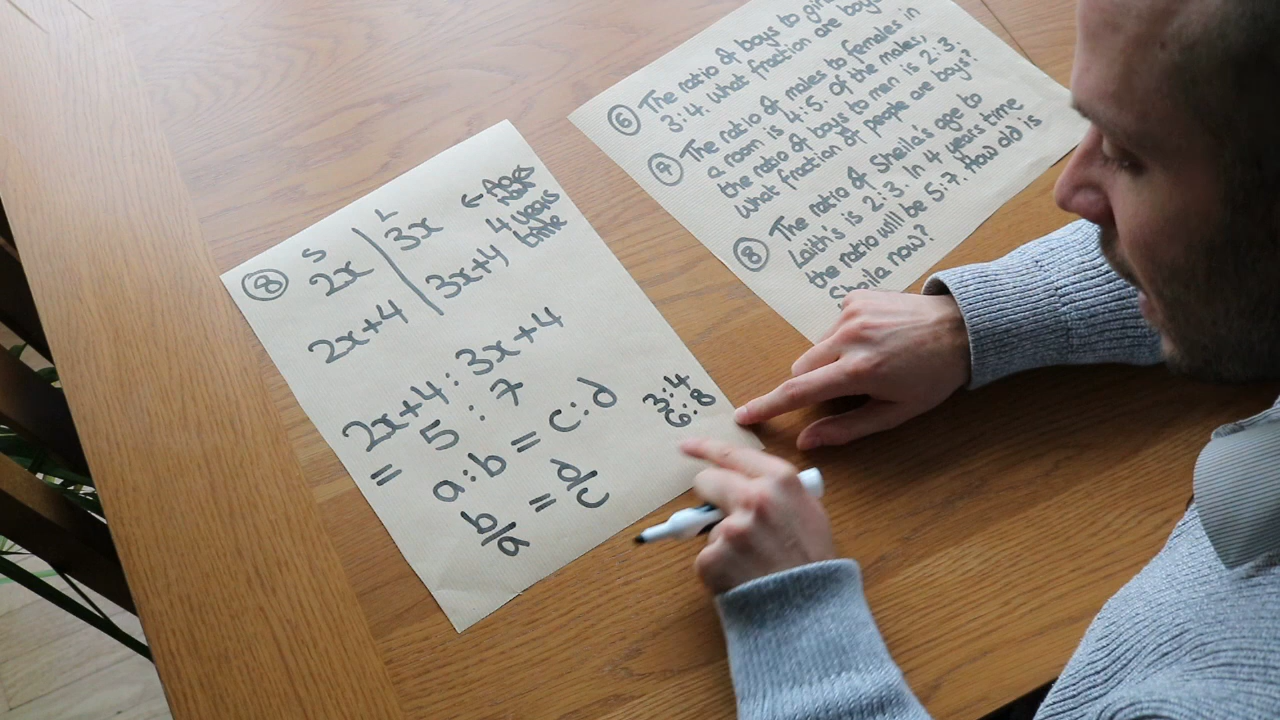 ⑧ S L
2x | 3x ← Ages now
2x+4 | 3x+4 4 years time
2x+4 : 3x+4
= 5 : 7
a:b = c:d
b/a = d/c
3:4
6:8
⑥ The ratio of boys to
3:4. What fraction are boys
⑦ The ratio of males to females in
a room is 4:5. Of the males,
the ratio of boys to men is 2:3.
What fraction of people are boys?
⑧ The ratio of Sheila's age to
Laith's is 2:3. In 4 years time
the ratio will be 5:7. How old is
Sheila now?